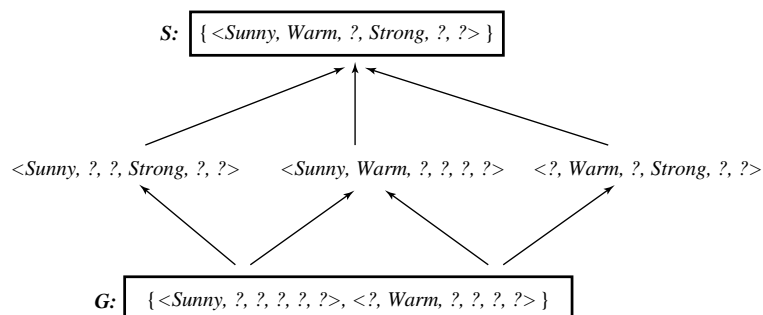 S: { <Sunny, Warm, ?, Strong, ?, ?> }
<Sunny, ?, ?, Strong, ?, ?> <Sunny, Warm, ?, ?, ?, ?> <?, Warm, ?, Strong, ?, ?>
G: { <Sunny, ?, ?, ?, ?, ?>, <?, Warm, ?, ?, ?, ?> }